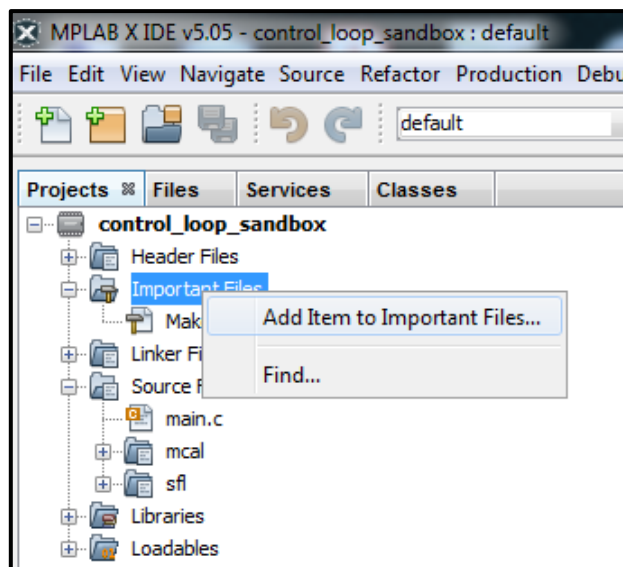 MPLAB X IDE v5.05 - control_loop_sandbox : default
File Edit View Navigate Source Refactor Production Debu
default
Projects Files Services Classes
control_loop_sandbox
Header Files
Important Files
Add Item to Important Files...
Mak
Linker Fi
Find...
Source F
main.c
mcal
sfl
Libraries
Loadables